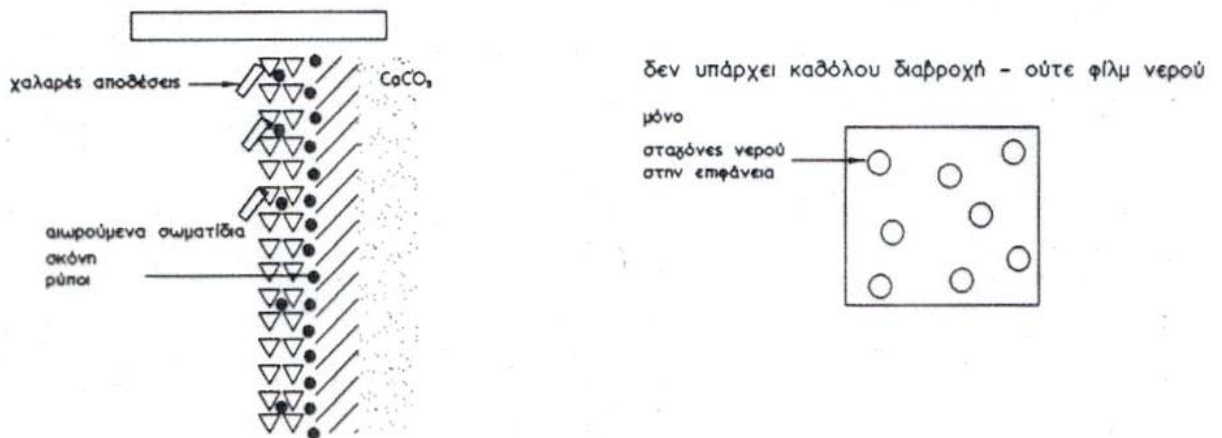 χαλαρές αποθέσεις
CaCO₃
αιωρούμενα σωματίδια
σκόνη
ρύποι
δεν υπάρχει καθόλου διαβροχή - ούτε φίλμ νερού
μόνο
σταγόνες νερού
στην επιφάνεια